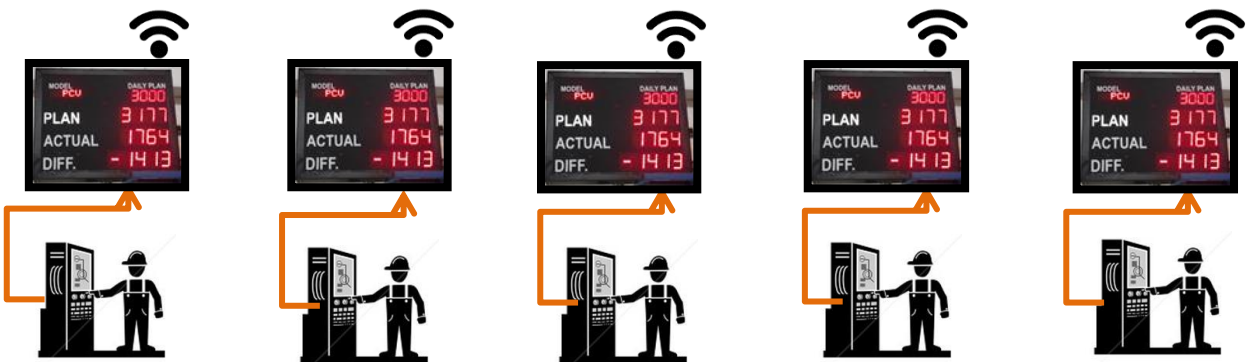 MODEL DAILY PLAN
PCU 3000
PLAN 3177
ACTUAL 1764
DIFF. -1413
MODEL DAILY PLAN
PCU 3000
PLAN 3177
ACTUAL 1764
DIFF. -1413
MODEL DAILY PLAN
PCU 3000
PLAN 3177
ACTUAL 1764
DIFF. -1413
MODEL DAILY PLAN
PCU 3000
PLAN 3177
ACTUAL 1764
DIFF. -1413
MODEL DAILY PLAN
PCU 3000
PLAN 3177
ACTUAL 1764
DIFF. -1413